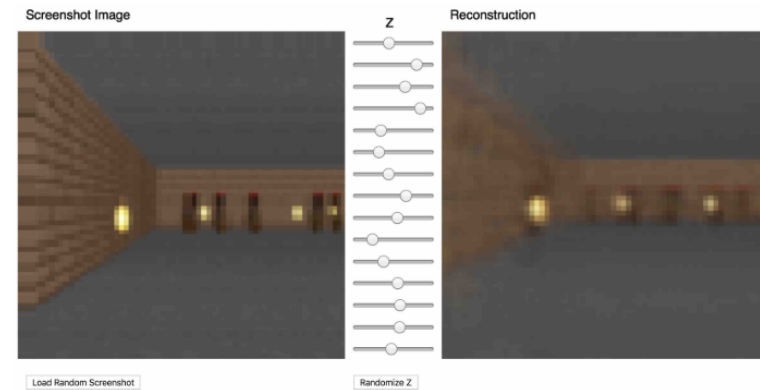 Screenshot Image
Z
Reconstruction
Load Random Screenshot
Randomize Z